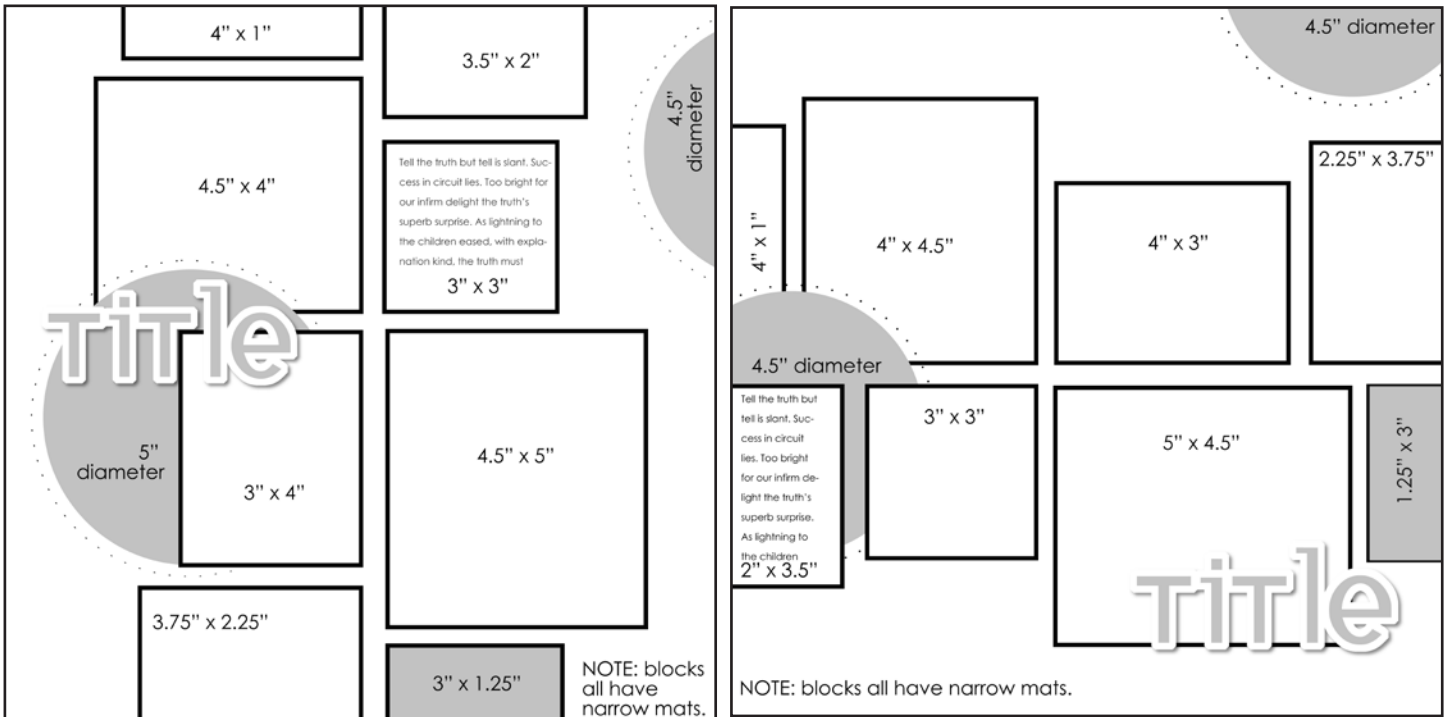 4” x 1”
3.5” x 2”
4.5”
diameter
4.5” x 4”
Tell the truth but tell is slant. Suc-
cess in circuit lies. Too bright for
our infirm delight the truth’s
superb surprise. As lightning to
the children eased, with expla-
nation kind, the truth must
3” x 3”
TiTle
5”
diameter
3” x 4”
4.5” x 5”
3.75” x 2.25”
3” x 1.25”
NOTE: blocks
all have
narrow mats.
4.5” diameter
4” x 1”
4” x 4.5”
4” x 3”
2.25” x 3.75”
4.5” diameter
Tell the truth but
tell is slant. Suc-
cess in circuit
lies. Too bright
for our infirm de-
light the truth’s
superb surprise.
As lightning to
the children
2” x 3.5”
3” x 3”
5” x 4.5”
1.25” x 3”
TiTle
NOTE: blocks all have narrow mats.